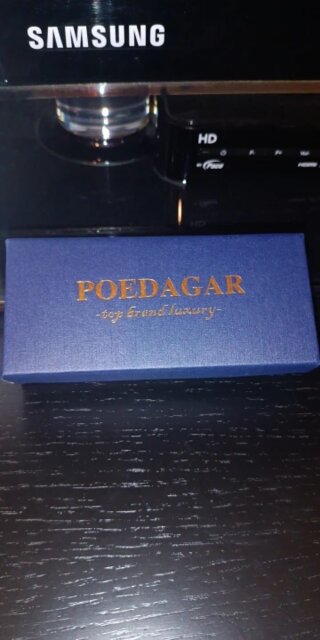 SAMSUNG
HD
POEDAGAR
-top brand luxury-